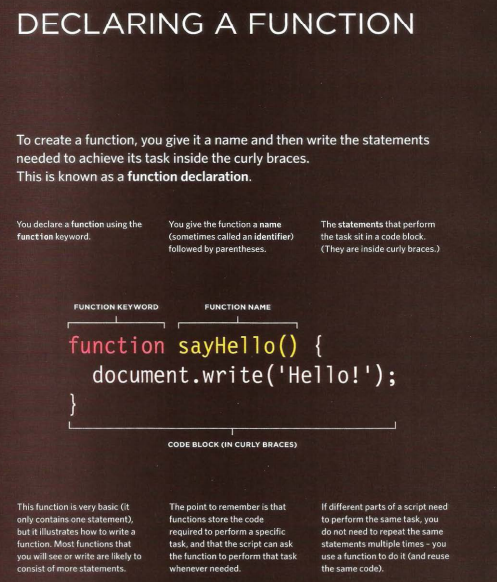 DECLARING A FUNCTION
To create a function, you give it a name and then write the statements
needed to achieve its task inside the curly braces.
This is known as a function declaration.
You declare a function using the
function keyword.
You give the function a name
(sometimes called an identifier)
followed by parentheses.
The statements that perform
the task sit in a code block.
(They are inside curly braces.)
FUNCTION KEYWORD
FUNCTION NAME
function sayHello() {
document.write('Hello!');
}
CODE BLOCK (IN CURLY BRACES)
This function is very basic (it
only contains one statement),
but it illustrates how to write a
function. Most functions that
you will see or write are likely to
consist of more statements.
The point to remember is that
functions store the code
required to perform a specific
task, and that the script can ask
the function to perform that task
whenever needed.
If different parts of a script need
to perform the same task, you
do not need to repeat the same
statements multiple times – you
use a function to do it (and reuse
the same code).